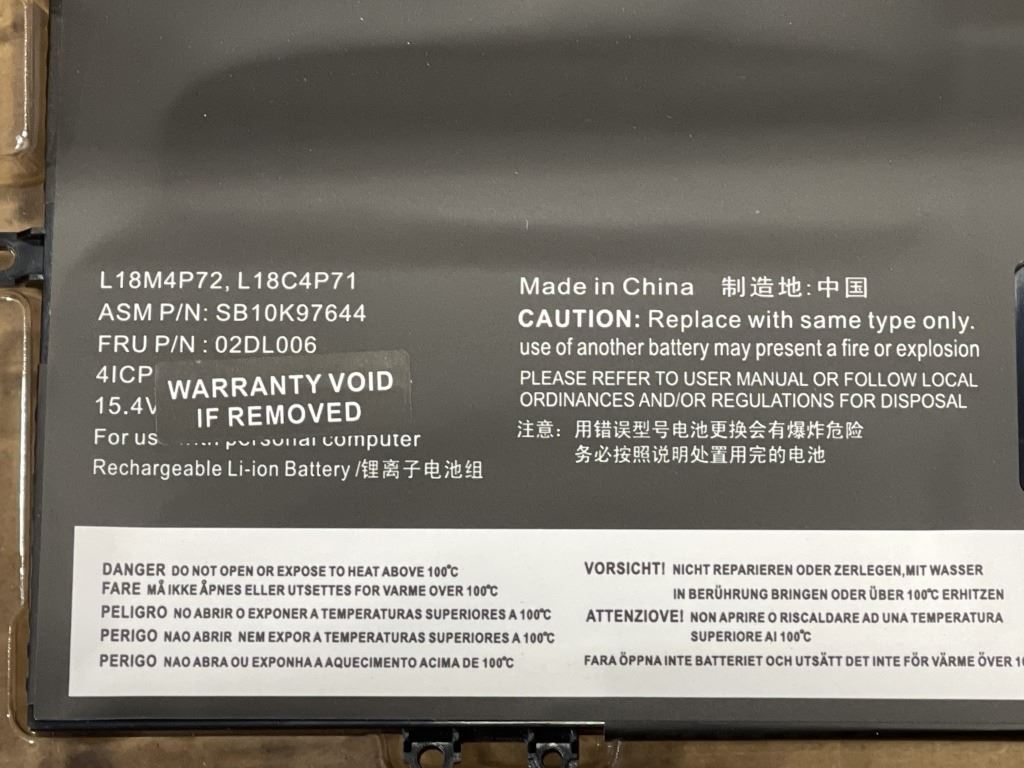 L18M4P72, L18C4P71
ASM P/N: SB10K97644
FRU P/N : 02DL006
4ICP
15.4V
WARRANTY VOID
IF REMOVED
For use with personal computer
Rechargeable Li-ion Battery /锂离子电池组
Made in China 制造地:中国
CAUTION: Replace with same type only.
use of another battery may present a fire or explosion
PLEASE REFER TO USER MANUAL OR FOLLOW LOCAL
ORDINANCES AND/OR REGULATIONS FOR DISPOSAL
注意: 用错误型号电池更换会有爆炸危险
务必按照说明处置用完的电池
DANGER DO NOT OPEN OR EXPOSE TO HEAT ABOVE 100℃
FARE MÅ IKKE ÅPNES ELLER UTSETTES FOR VARME OVER 100℃
PELIGRO NO ABRIR O EXPONER A TEMPERATURAS SUPERIORES A 100℃
PERIGO NAO ABRIR NEM EXPOR A TEMPERATURAS SUPERIORES A 100℃
PERIGO NAO ABRA OU EXPONHA A AQUECIMENTO ACIMA DE 100℃
VORSICHT! NICHT REPARIEREN ODER ZERLEGEN,MIT WASSER
IN BERÜHRUNG BRINGEN ODER ÜBER 100℃ ERHITZEN
ATTENZIOVE! NON APRIRE O RISCALDARE AD UNA TEMPERATURA
SUPERIORE AI 100℃
FARA ÖPPNA INTE BATTERIET OCH UTSÄTT DET INTE FÖR VÄRME ÖVER 10